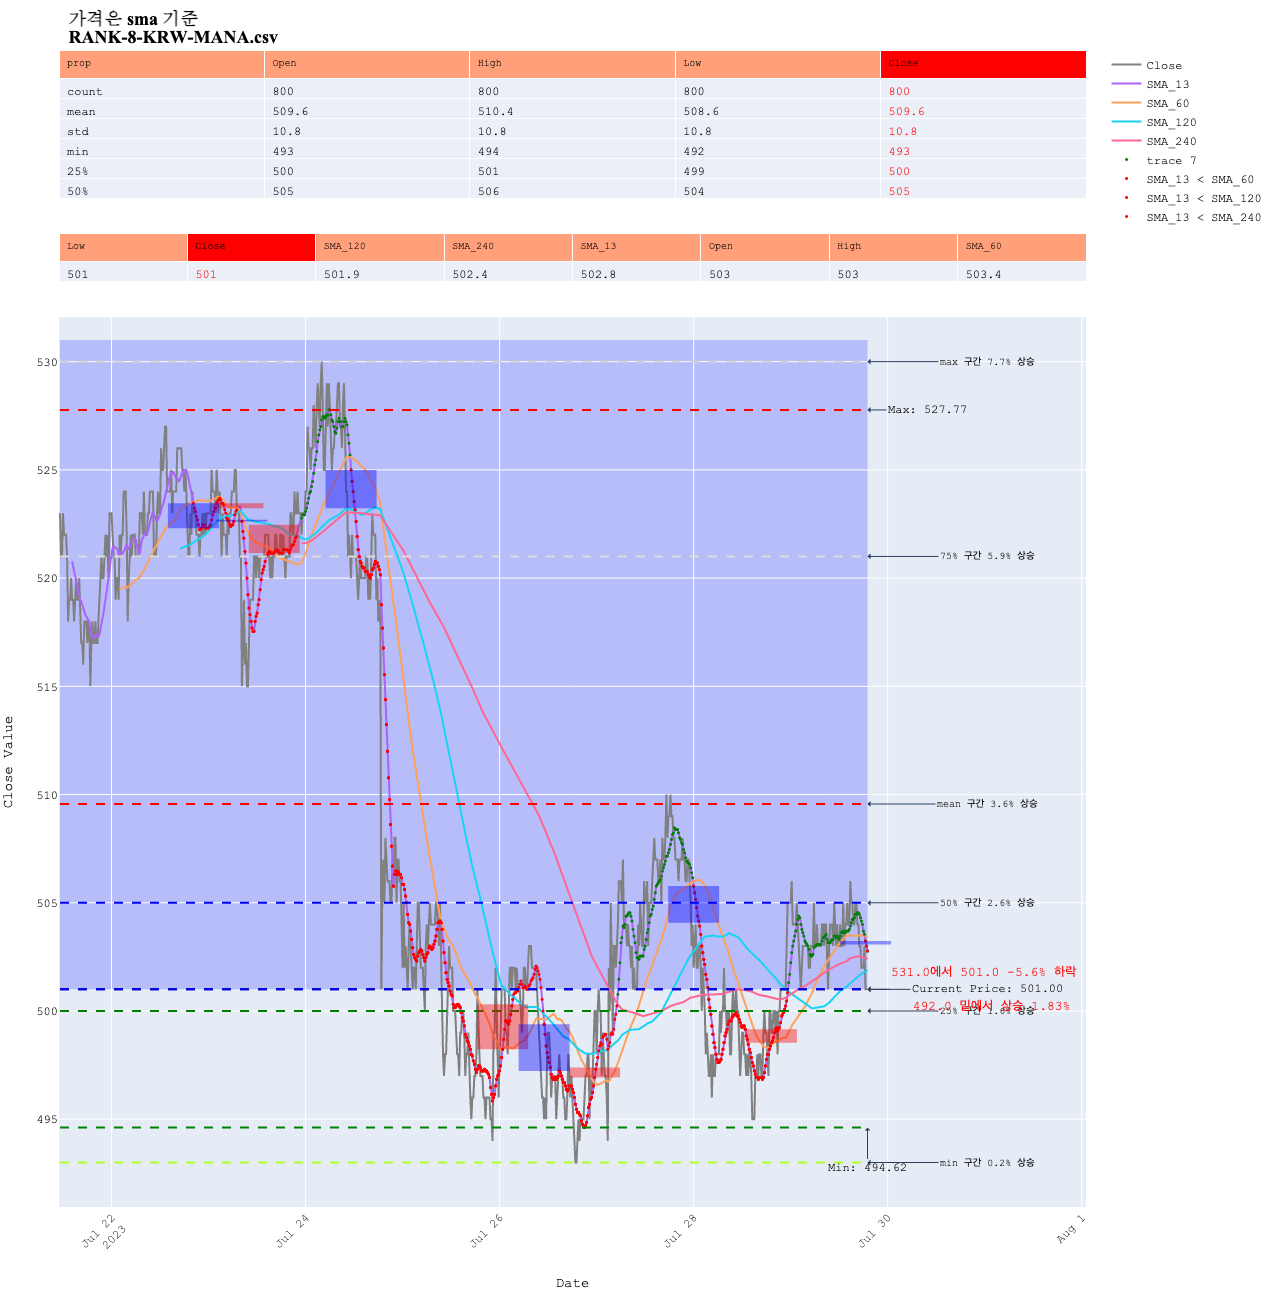 가격은 sma 기준
RANK-8-KRW-MANA.csv
prop Open High Low Close
count 800 800 800 800
mean 509.6 510.4 508.6 509.6
std 10.8 10.8 10.8 10.8
min 493 494 492 493
25% 500 501 499 500
50% 505 506 504 505
Low Close SMA_120 SMA_240 SMA_13 Open High SMA_60
501 501 501.9 502.4 502.8 503 503 503.4
Close
SMA_13
SMA_60
SMA_120
SMA_240
trace 7
SMA_13 < SMA_60
SMA_13 < SMA_120
SMA_13 < SMA_240
530
525
520
515
510
505
500
495
Close Value
max 구간 7.7% 상승
Max: 527.77
75% 구간 5.9% 상승
mean 구간 3.6% 상승
50% 구간 2.6% 상승
531.0에서 501.0 -5.6% 하락
Current Price: 501.00
492.0 밑에서 상승 1.83%
25% 구간 1.6% 상승
min 구간 0.2% 상승
Min: 494.62
Jul 22
2023
Jul 24
Jul 26
Jul 28
Jul 30
Aug 1
Date